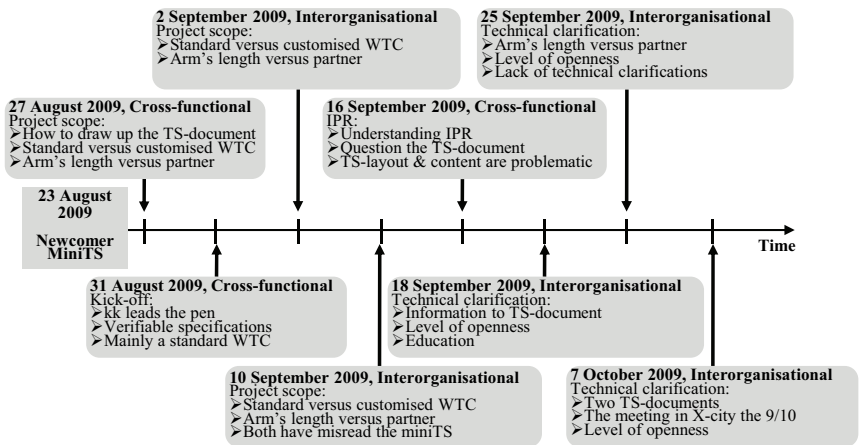 2 September 2009, Interorganisational
Project scope:
➢Standard versus customised WTC
➢Arm's length versus partner
25 September 2009, Interorganisational
Technical clarification:
➢Arm's length versus partner
➢Level of openness
➢Lack of technical clarifications
27 August 2009, Cross-functional
Project scope:
➢How to draw up the TS-document
➢Standard versus customised WTC
➢Arm's length versus partner
16 September 2009, Cross-functional
IPR:
➢Understanding IPR
➢Question the TS-document
➢TS-layout & content are problematic
23 August
2009
Newcomer
MiniTS
Time
31 August 2009, Cross-functional
Kick-off:
➢kk leads the pen
➢Verifiable specifications
➢Mainly a standard WTC
18 September 2009, Interorganisational
Technical clarification:
➢Information to TS-document
➢Level of openness
➢Education
10 September 2009, Interorganisational
Project scope:
➢Standard versus customised WTC
➢Arm's length versus partner
➢Both have misread the miniTS
7 October 2009, Interorganisational
Technical clarification:
➢Two TS-documents
➢The meeting in X-city the 9/10
➢Level of openness